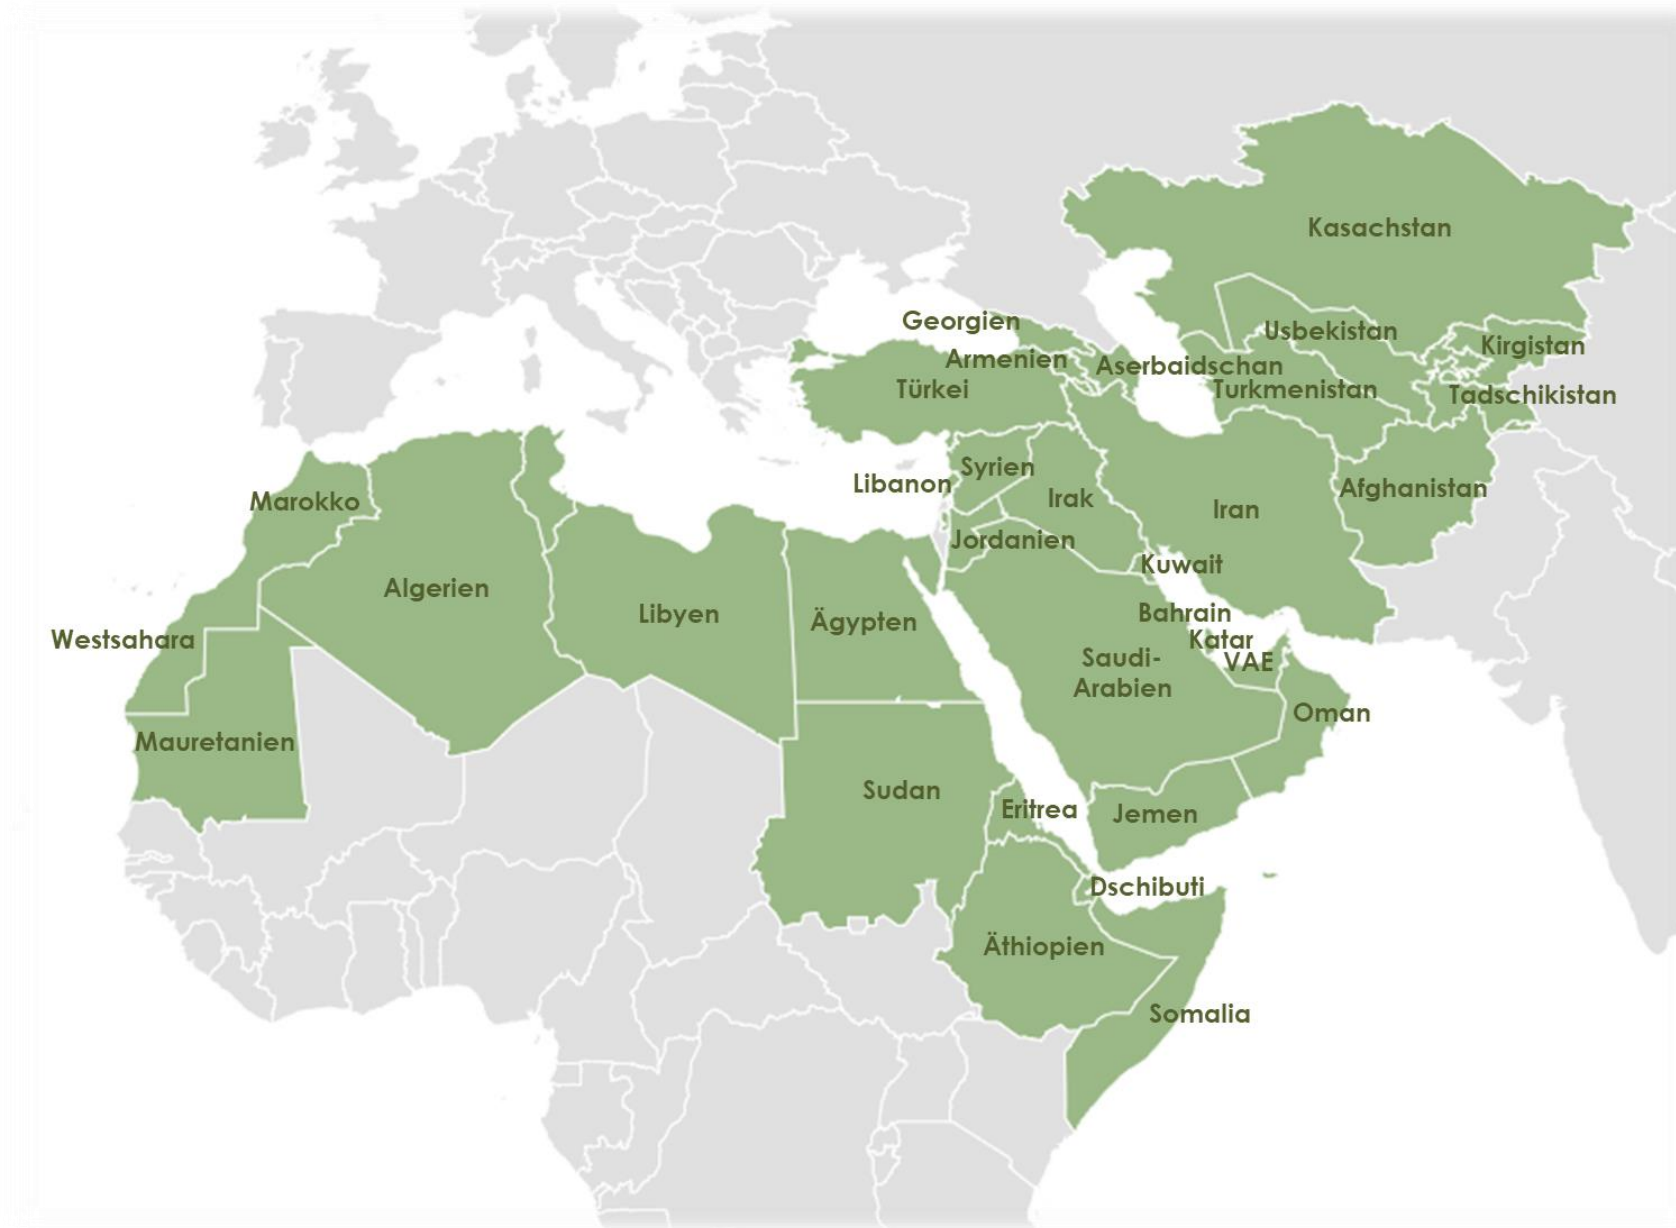 Kasachstan
Georgien
Usbekistan
Kirgistan
Armenien
Aserbaidschan
Türkei
Turkmenistan
Tadschikistan
Syrien
Libanon
Irak
Afghanistan
Marokko
Iran
Jordanien
Kuwait
Algerien
Libyen
Ägypten
Bahrain
Westsahara
Katar
Saudi-
Arabien
VAE
Oman
Mauretanien
Sudan
Eritrea
Jemen
Dschibuti
Äthiopien
Somalia